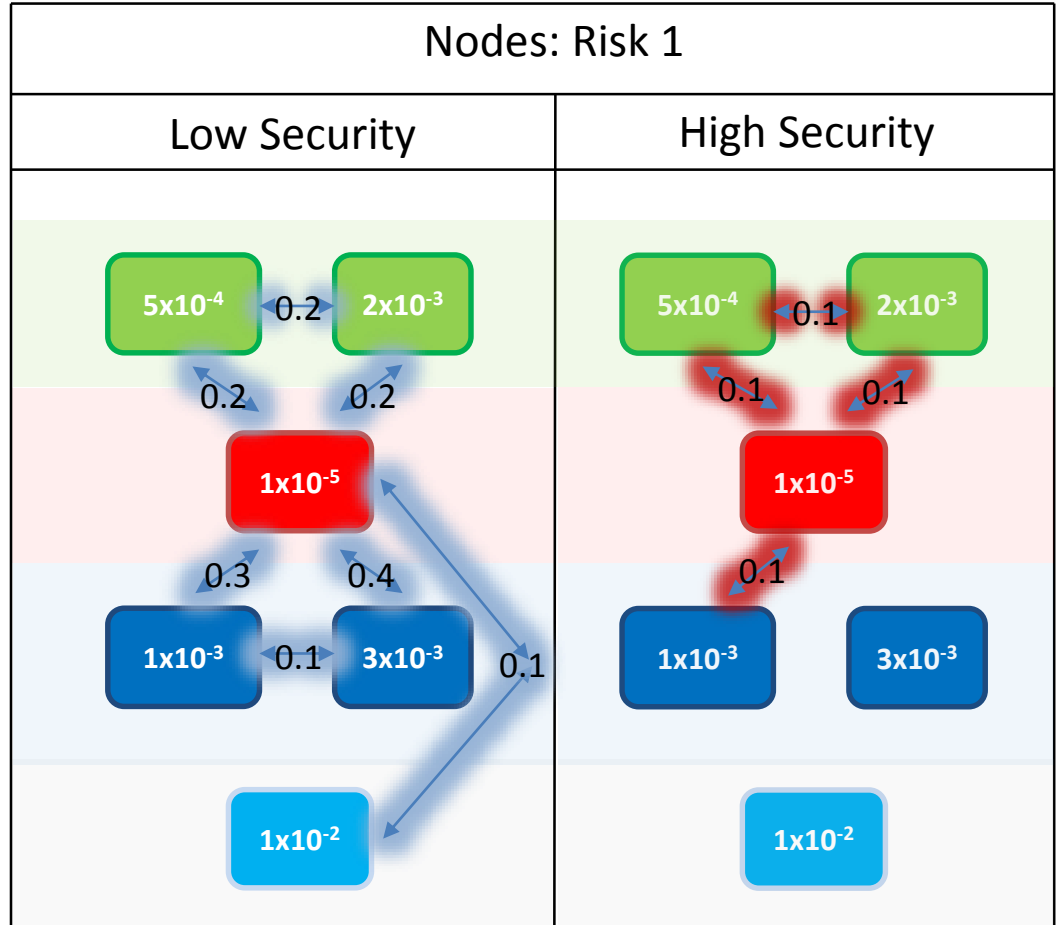 Nodes: Risk 1
Low Security
High Security
5x10⁻⁴
0.2
2x10⁻³
5x10⁻⁴
0.1
2x10⁻³
0.2
0.2
0.1
0.1
1x10⁻⁵
1x10⁻⁵
0.3
0.4
0.1
1x10⁻³
0.1
3x10⁻³
0.1
1x10⁻³
3x10⁻³
1x10⁻²
1x10⁻²